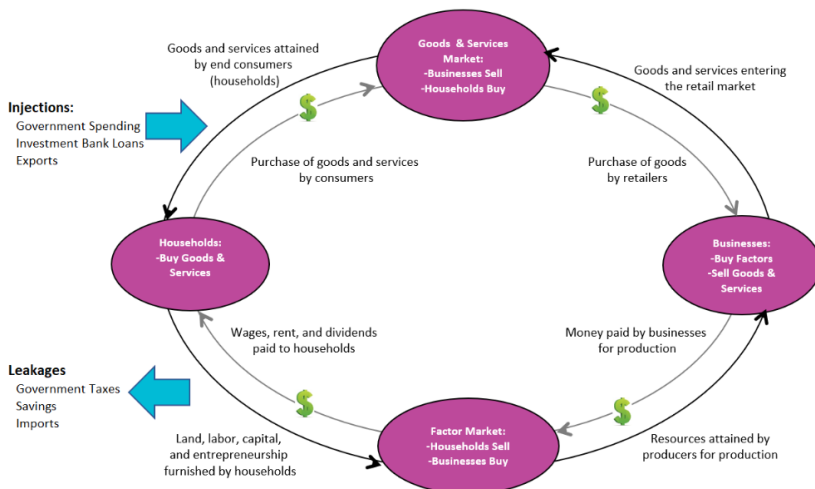 Goods & Services
Market:
-Businesses Sell
-Households Buy
Goods and services attained
by end consumers
(households)
Goods and services entering
the retail market
$
$
Injections:
Government Spending
Investment Bank Loans
Exports
Purchase of goods and services
by consumers
Purchase of goods
by retailers
Households:
-Buy Goods &
Services
Businesses:
-Buy Factors
-Sell Goods &
Services
Wages, rent, and dividends
paid to households
Money paid by businesses
for production
Leakages
Government Taxes
Savings
Imports
$
$
Land, labor, capital,
and entrepreneurship
furnished by households
Factor Market:
-Households Sell
-Businesses Buy
Resources attained by
producers for production